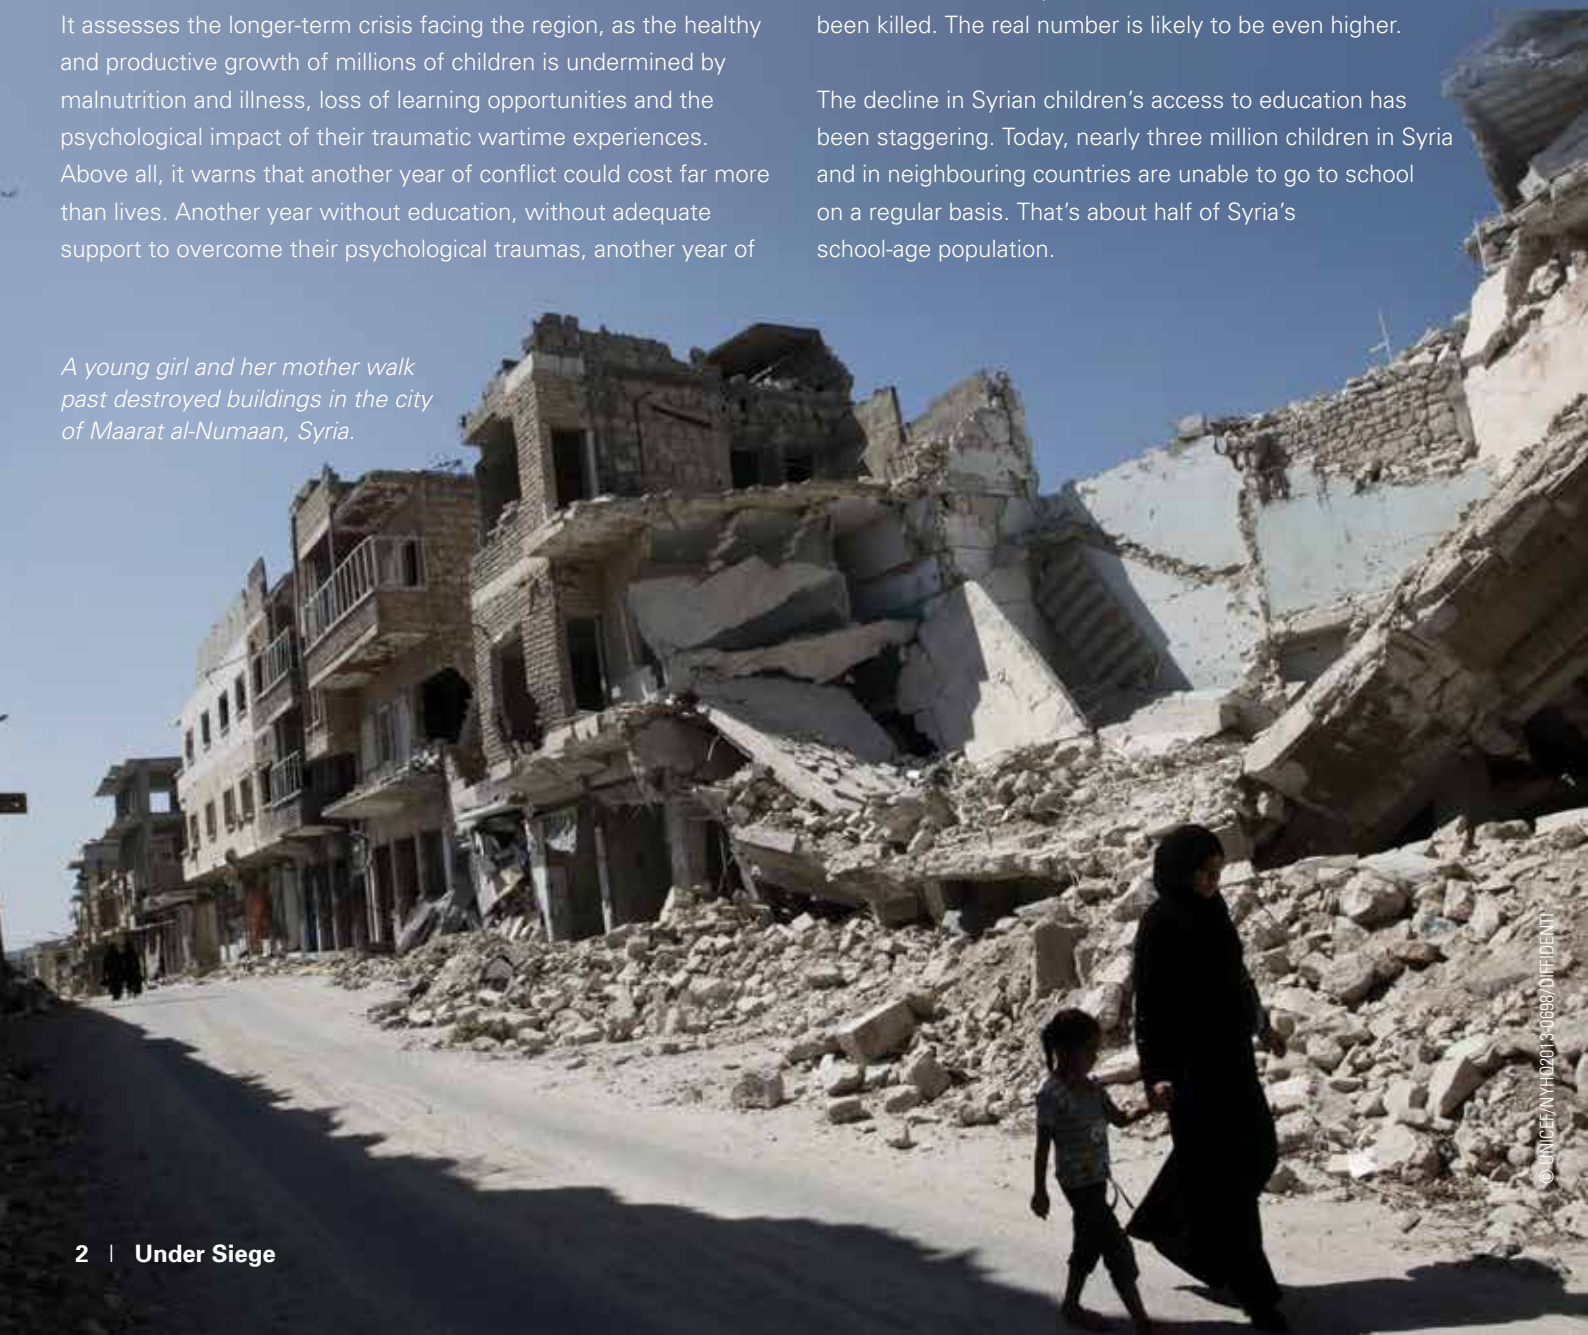 It assesses the longer-term crisis facing the region, as the healthy
and productive growth of millions of children is undermined by
malnutrition and illness, loss of learning opportunities and the
psychological impact of their traumatic wartime experiences.
Above all, it warns that another year of conflict could cost far more
than lives. Another year without education, without adequate
support to overcome their psychological traumas, another year of
been killed. The real number is likely to be even higher.
The decline in Syrian children’s access to education has
been staggering. Today, nearly three million children in Syria
and in neighbouring countries are unable to go to school
on a regular basis. That’s about half of Syria’s
school-age population.
A young girl and her mother walk
past destroyed buildings in the city
of Maarat al-Numaan, Syria.
© UNICEF/NYHQ2013-0698/DIFFIDENTI
2 | Under Siege